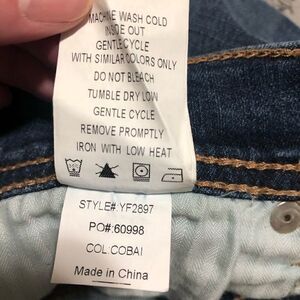 MACHINE WASH COLD
INSIDE OUT
GENTLE CYCLE
WITH SIMILAR COLORS ONLY
DO NOT BLEACH
TUMBLE DRY LOW
GENTLE CYCLE
REMOVE PROMPTLY
IRON WITH LOW HEAT
STYLE#:YF2897
PO#:60998
COL:COBAI
Made in China